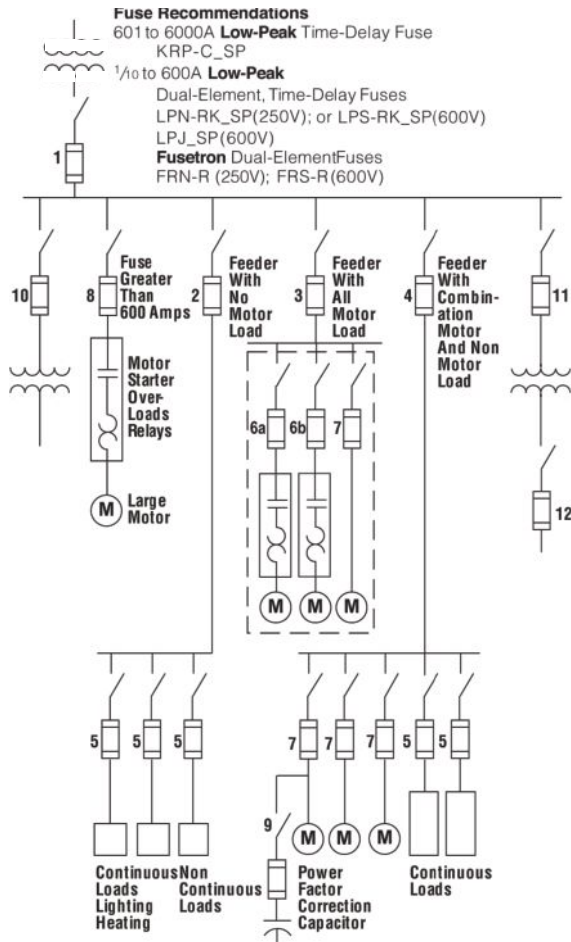 Fuse Recommendations
601 to 6000A Low-Peak Time-Delay Fuse
KRP-C_SP
1/10 to 600A Low-Peak
Dual-Element, Time-Delay Fuses
LPN-RK_SP(250V); or LPS-RK_SP(600V)
LPJ_SP(600V)
Fusetron Dual-ElementFuses
FRN-R (250V); FRS-R(600V)
1
10
8
Fuse
Greater
Than
600 Amps
2
Feeder
With
No
Motor
Load
3
Feeder
With
All
Motor
Load
4
Feeder
With
Combin-
ation
Motor
And Non
Motor
Load
11
Motor
Starter
Over-
Loads
Relays
6a
6b
7
M
Large
Motor
12
M
M
M
5
5
5
7
7
7
5
5
9
M
M
M
Continuous
Loads
Lighting
Heating
Non
Continuous
Loads
Power
Factor
Correction
Capacitor
Continuous
Loads